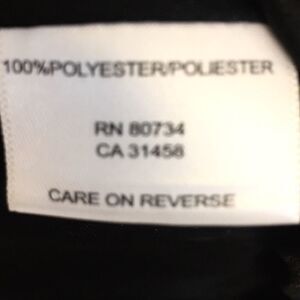 100%POLYESTER/POLIESTER
RN 80734
CA 31458
CARE ON REVERSE